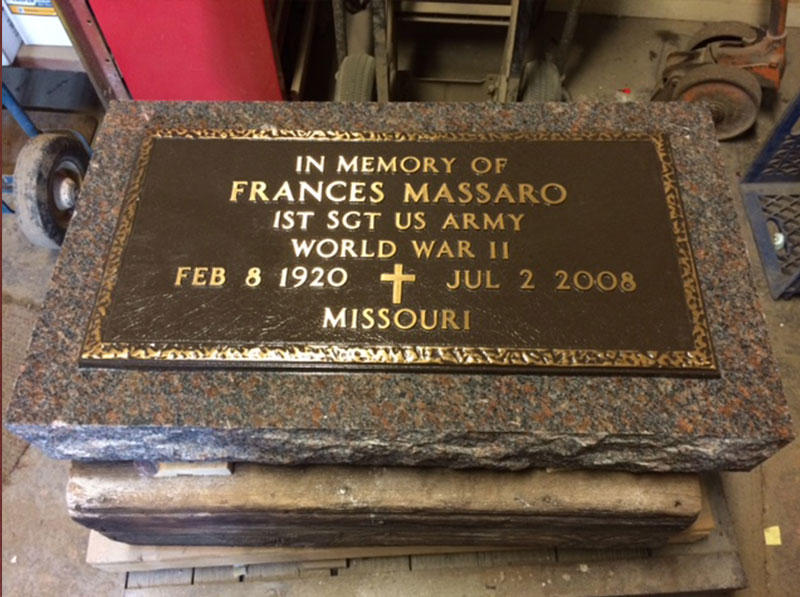 IN MEMORY OF
FRANCES MASSARO
1ST SGT US ARMY
WORLD WAR II
FEB 8 1920 JUL 2 2008
MISSOURI